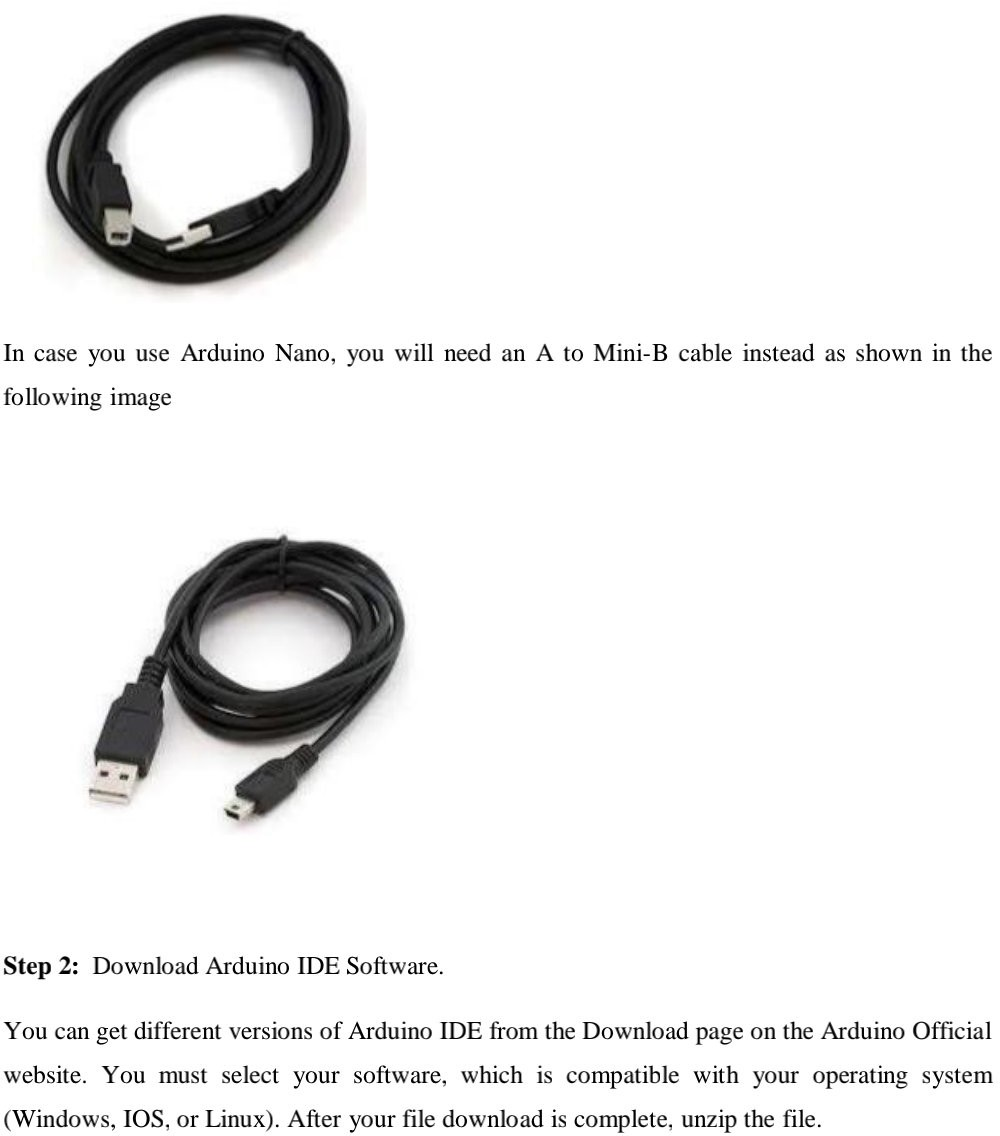 In case you use Arduino Nano, you will need an A to Mini-B cable instead as shown in the
following image
Step 2: Download Arduino IDE Software.
You can get different versions of Arduino IDE from the Download page on the Arduino Official
website. You must select your software, which is compatible with your operating system
(Windows, IOS, or Linux). After your file download is complete, unzip the file.